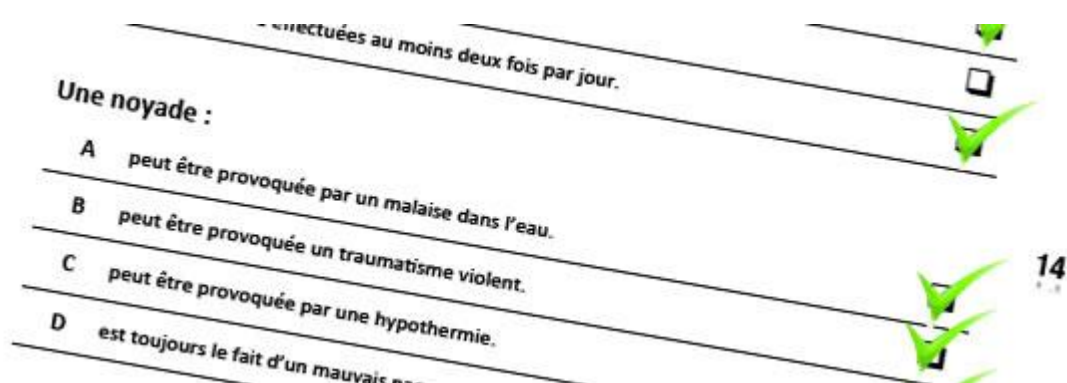 effectuées au moins deux fois par jour.
Une noyade :
A peut être provoquée par un malaise dans l'eau.
B peut être provoquée un traumatisme violent.
14
C peut être provoquée par une hypothermie.
D est toujours le fait d'un mauvais